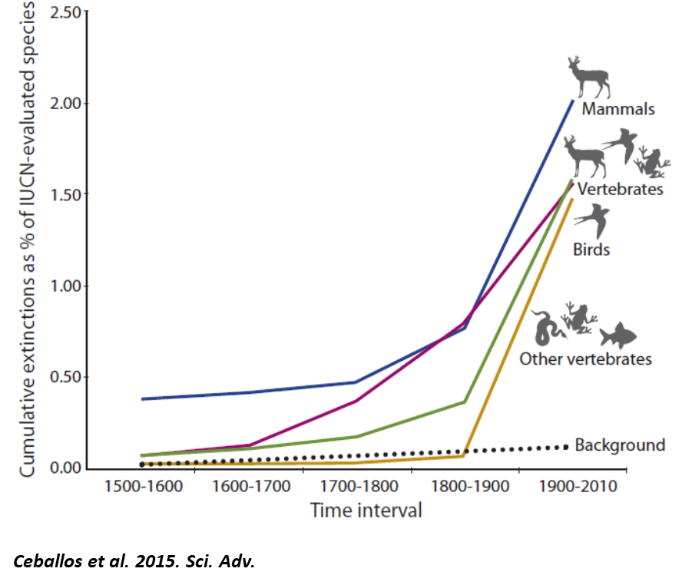 Cumulative extinctions as % of IUCN-evaluated species
2.50
2.00
1.50
1.00
0.50
0.00
Mammals
Vertebrates
Birds
Other vertebrates
Background
1500-1600 1600-1700 1700-1800 1800-1900 1900-2010
Time interval
Ceballos et al. 2015. Sci. Adv.